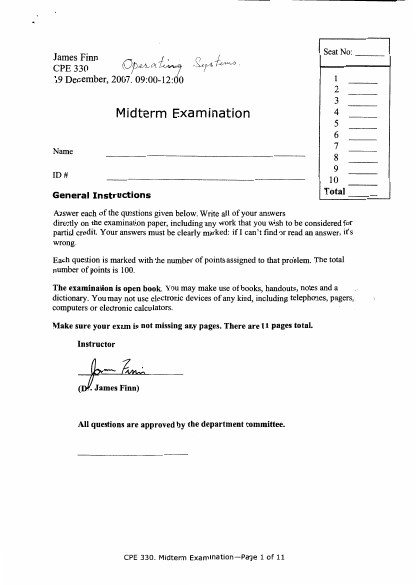 James Finn
CPE 330
Operating Systems.
19 December, 2007. 09:00-12:00
Seat No: ______
1 ______
2 ______
3 ______
4 ______
5 ______
6 ______
7 ______
8 ______
9 ______
10 ______
Total ______
Midterm Examination
Name
ID #
General Instructions
Answer each of the questions given below. Write all of your answers
directly on the examination paper, including any work that you wish to be considered for
partial credit. Your answers must be clearly marked: if I can't find or read an answer, it's
wrong.
Each question is marked with the number of points assigned to that problem. The total
number of points is 100.
The examination is open book. You may make use of books, handouts, notes and a
dictionary. You may not use electronic devices of any kind, including telephones, pagers,
computers or electronic calculators.
Make sure your exam is not missing any pages. There are 11 pages total.
Instructor
James Finn
(Dr. James Finn)
All questions are approved by the department committee.
CPE 330. Midterm Examination—Page 1 of 11